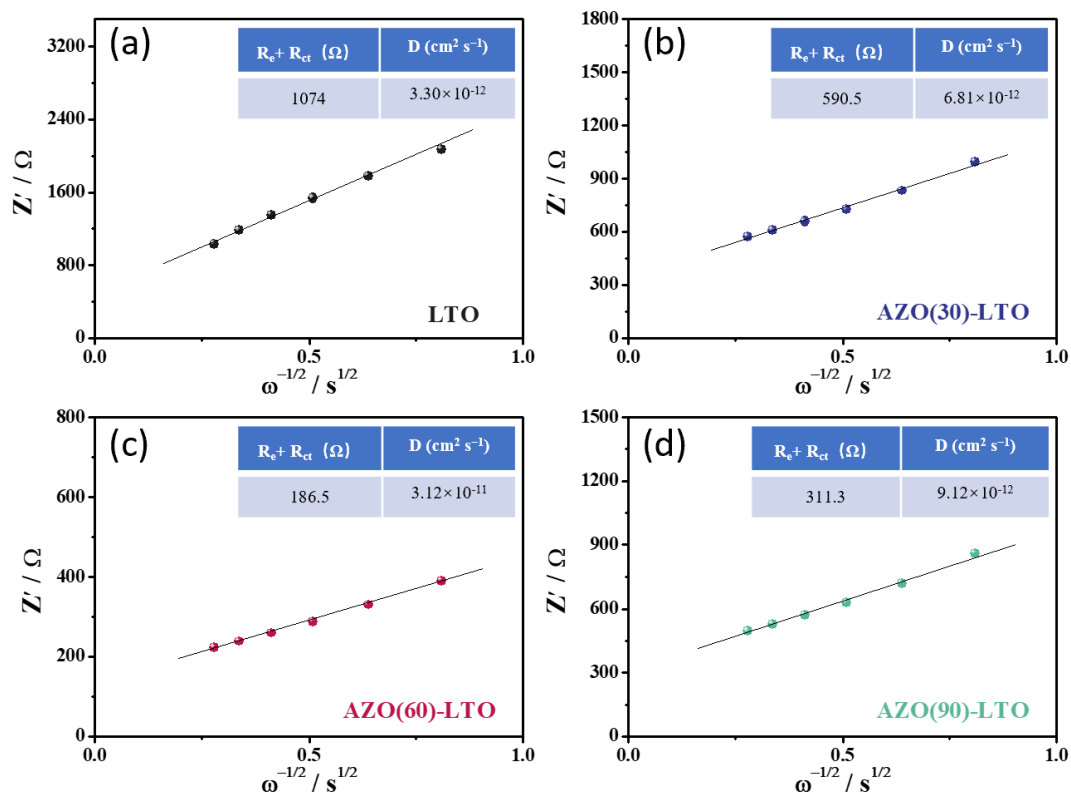 (a)
Rₑ+ R꜀ₜ (Ω) D (cm² s⁻¹)
1074 3.30×10⁻¹²
3200
2400
1600
800
0
Z′ / Ω
LTO
0.0 0.5 1.0
ω⁻¹/² / s¹/²
(b)
Rₑ+ R꜀ₜ (Ω) D (cm² s⁻¹)
590.5 6.81×10⁻¹²
1800
1500
1200
900
600
300
0
Z′ / Ω
AZO(30)-LTO
0.0 0.5 1.0
ω⁻¹/² / s¹/²
(c)
Rₑ+ R꜀ₜ (Ω) D (cm² s⁻¹)
186.5 3.12×10⁻¹¹
800
600
400
200
0
Z′ / Ω
AZO(60)-LTO
0.0 0.5 1.0
ω⁻¹/² / s¹/²
(d)
Rₑ+ R꜀ₜ (Ω) D (cm² s⁻¹)
311.3 9.12×10⁻¹²
1500
1200
900
600
300
0
Z′ / Ω
AZO(90)-LTO
0.0 0.5 1.0
ω⁻¹/² / s¹/²